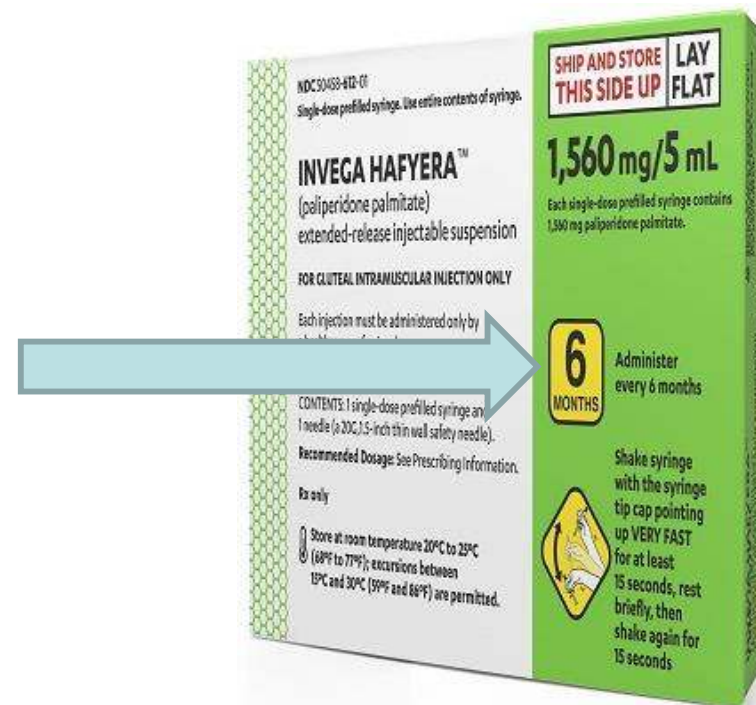 NDC 50458-612-01
Single-dose prefilled syringe. Use entire contents of syringe.
INVEGA HAFYERA™
(paliperidone palmitate)
extended-release injectable suspension
FOR GLUTEAL INTRAMUSCULAR INJECTION ONLY
Each injection must be administered only by
CONTENTS: 1 single-dose prefilled syringe and
1 needle (a 20G, 1.5-inch thin wall safety needle).
Recommended Dosage: See Prescribing Information.
Rx only
Store at room temperature 20°C to 25°C
(68°F to 77°F); excursions between
15°C and 30°C (59°F and 86°F) are permitted.
SHIP AND STORE
THIS SIDE UP
LAY
FLAT
1,560 mg/5 mL
Each single-dose prefilled syringe contains
1,560 mg paliperidone palmitate.
6
MONTHS
Administer
every 6 months
Shake syringe
with the syringe
tip cap pointing
up VERY FAST
for at least
15 seconds, rest
briefly, then
shake again for
15 seconds